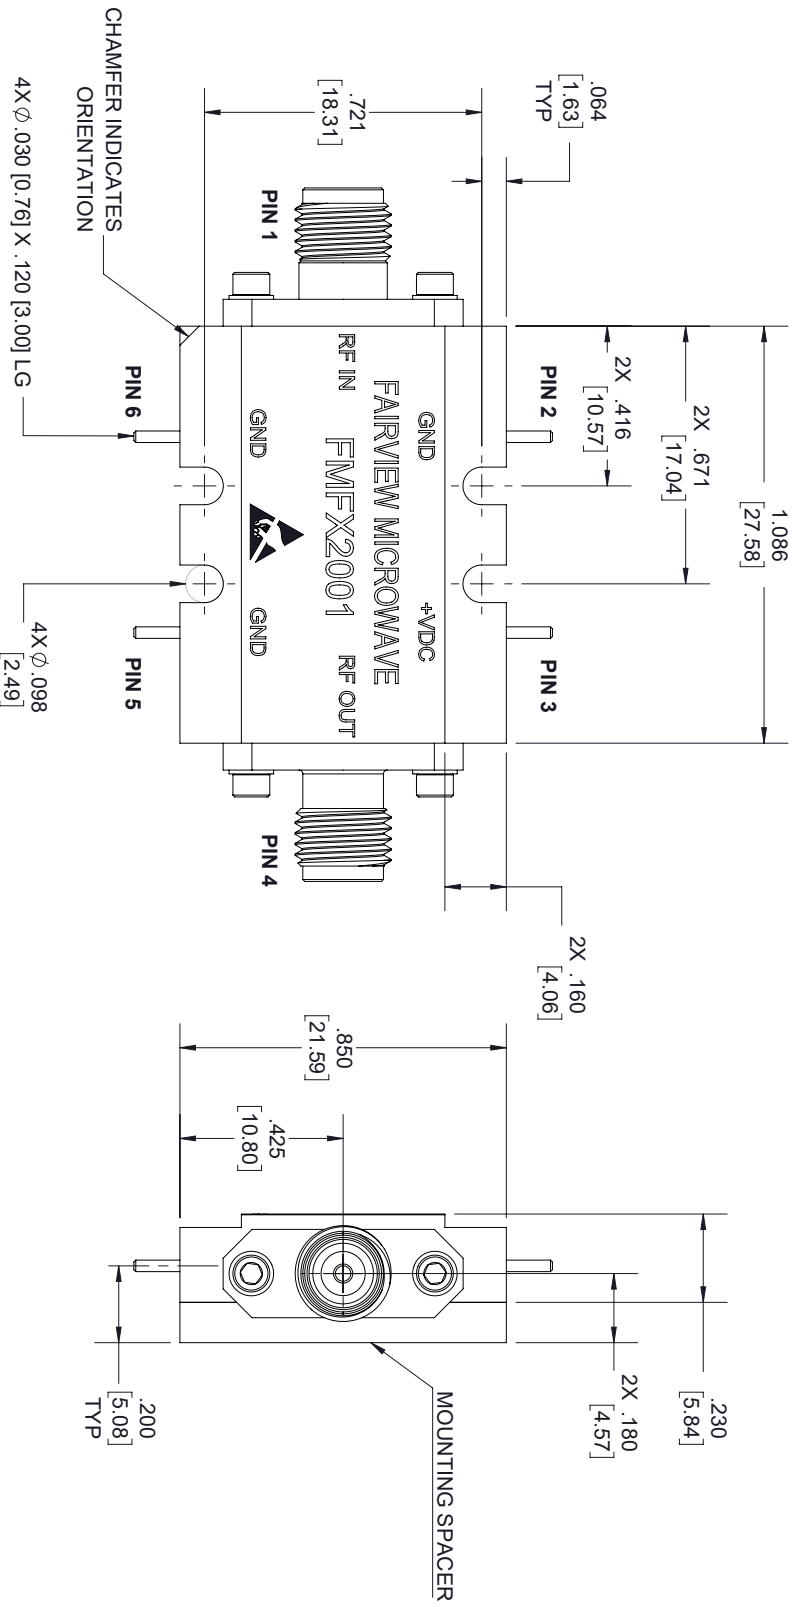 1.086
[27.58]
2X .671
[17.04]
2X .416
[10.57]
.064
[1.63]
TYP
.721
[18.31]
PIN 2
PIN 3
2X .160
[4.06]
PIN 1
PIN 4
GND
+VDC
FAIRVIEW MICROWAVE
FMFX2001
RF IN
RF OUT
GND
GND
CHAMFER INDICATES
ORIENTATION
PIN 6
PIN 5
4X Ø .030 [0.76] X .120 [3.00] LG
4X Ø .098
[2.49]
.850
[21.59]
.425
[10.80]
.230
[5.84]
2X .180
[4.57]
MOUNTING SPACER
.200
[5.08]
TYP